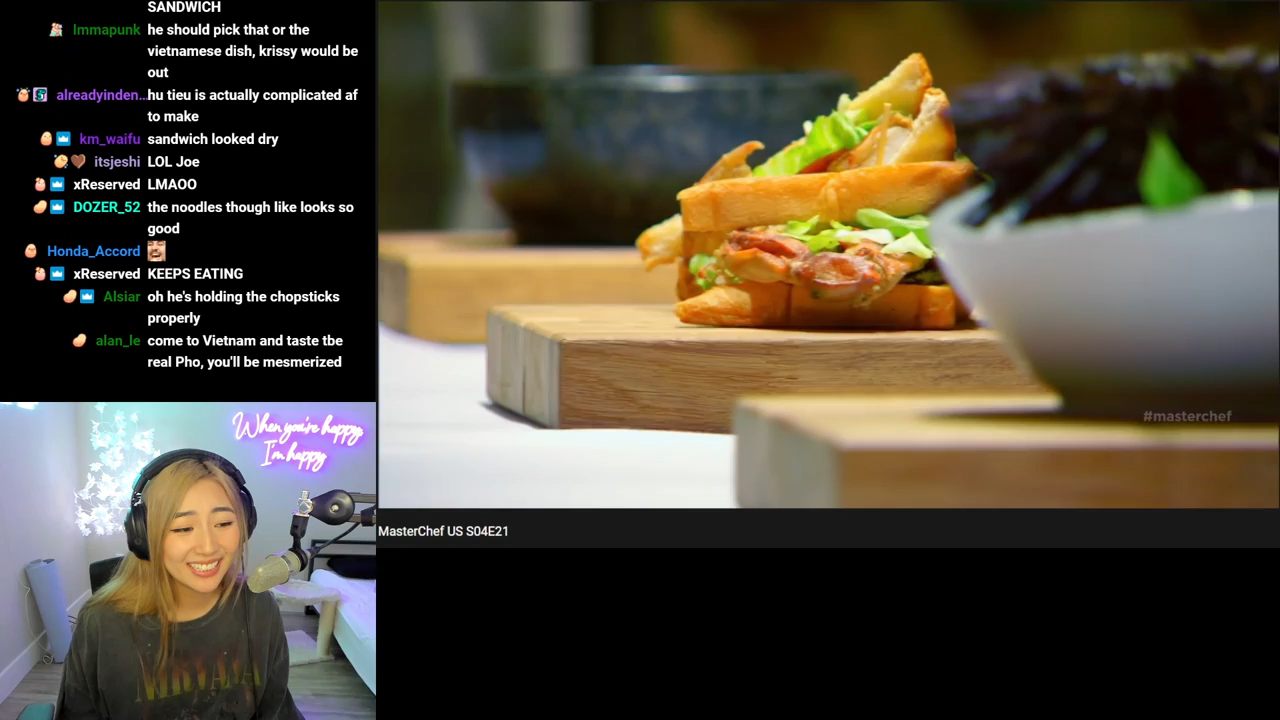 SANDWICH
Immapunk he should pick that or the
vietnamese dish, krissy would be
out
alreadyinden... hu tieu is actually complicated af
to make
km_waifu sandwich looked dry
itsjeshi LOL Joe
xReserved LMAOO
DOZER_52 the noodles though like looks so
good
Honda_Accord
xReserved KEEPS EATING
Alsiar oh he's holding the chopsticks
properly
alan_le come to Vietnam and taste tbe
real Pho, you'll be mesmerized
When you're happy,
I'm happy
NIRVANA
#masterchef
MasterChef US S04E21